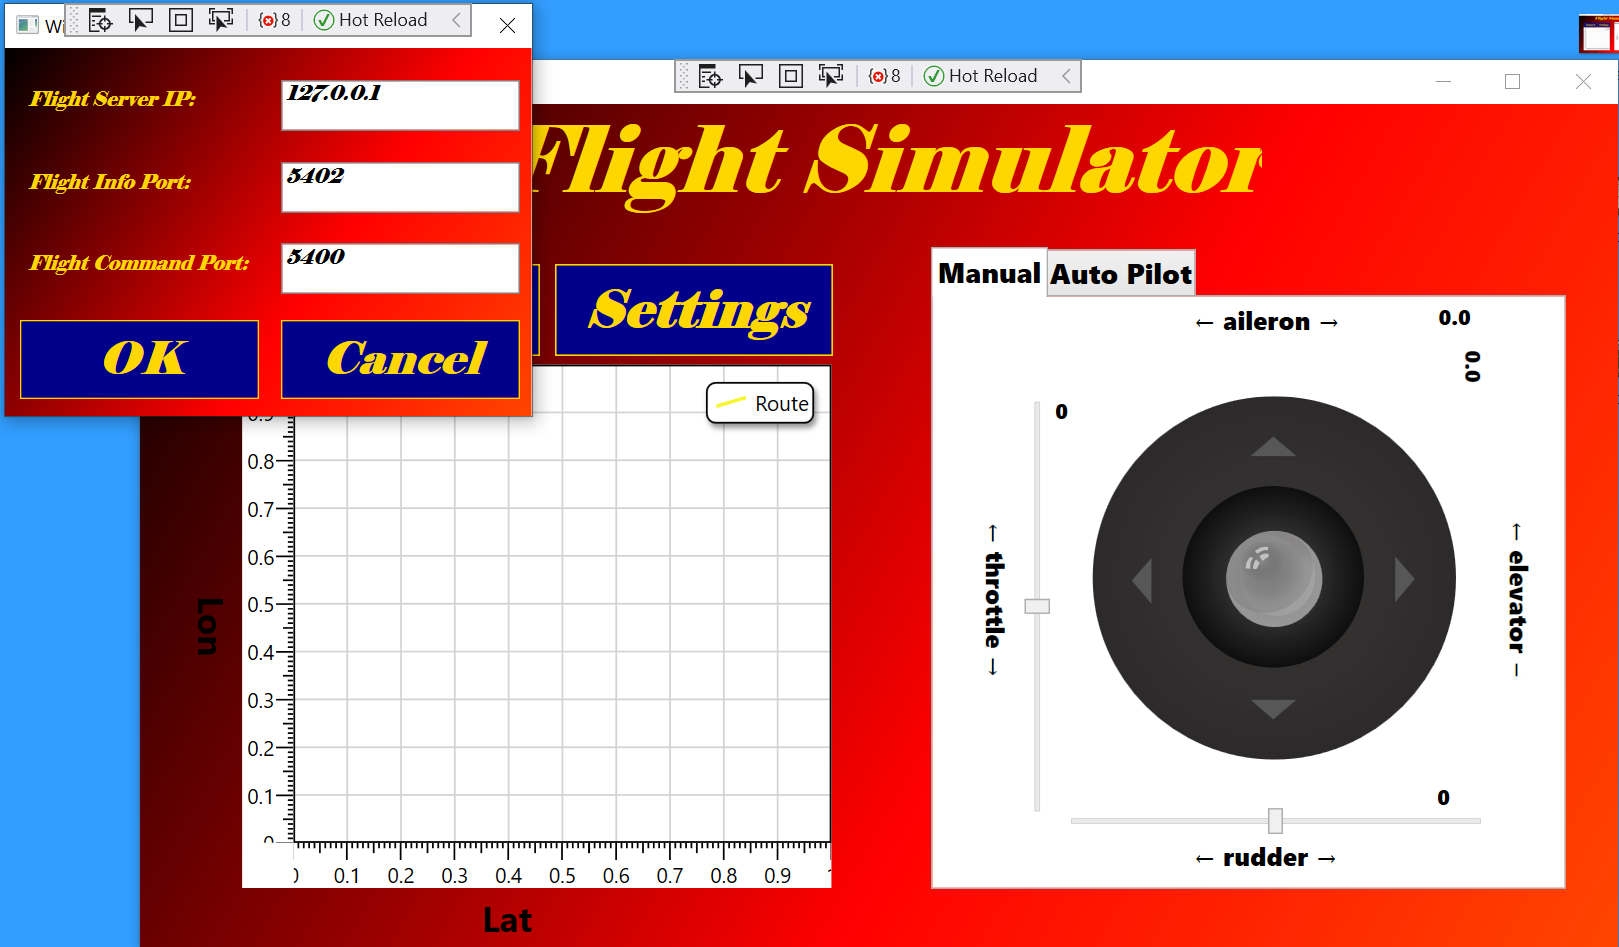 Wi
8
Hot Reload
Flight Server IP:
127.0.0.1
Flight Info Port:
5402
Flight Command Port:
5400
OK
Cancel
8
Hot Reload
Flight Simulator
Settings
Manual
Auto Pilot
Route
0.9
0.8
0.7
0.6
0.5
0.4
0.3
0.2
0.1
0
0 0.1 0.2 0.3 0.4 0.5 0.6 0.7 0.8 0.9
Lon
Lat
← aileron →
0.0
0.0
0
← throttle →
← elevator –
0
← rudder →